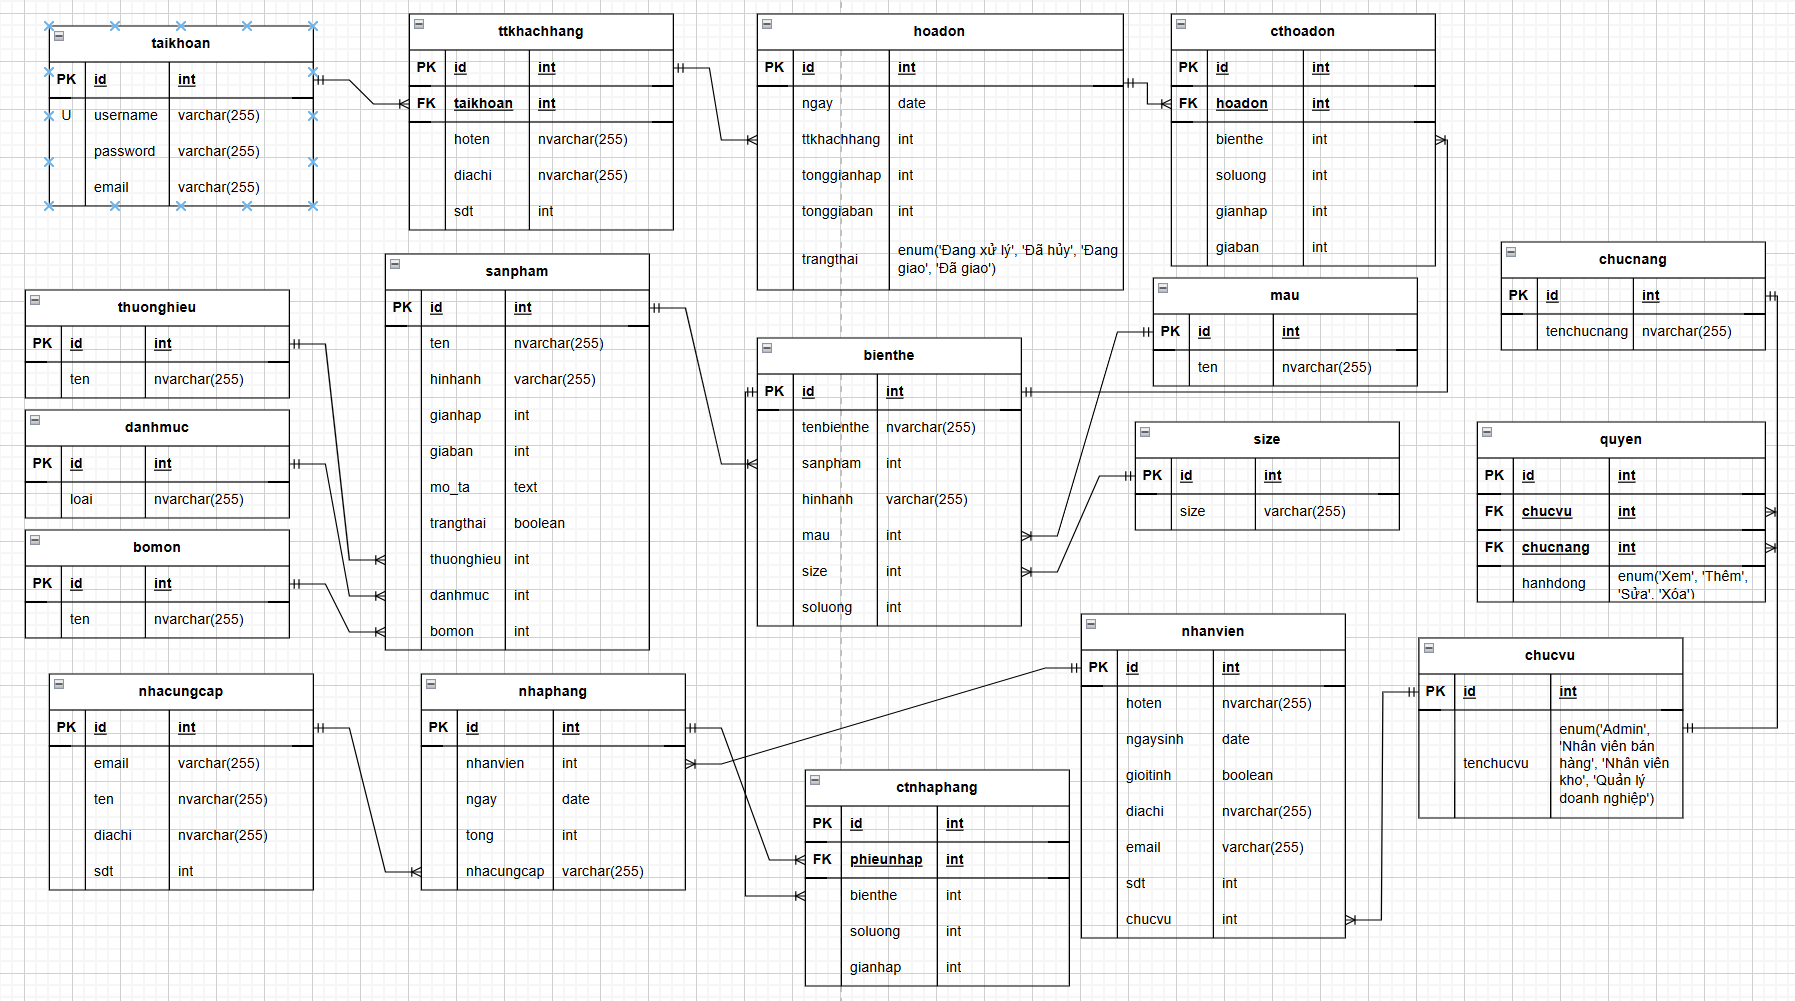 taikhoan
PK id int
U username varchar(255)
password varchar(255)
email varchar(255)
ttkhachhang
PK id int
FK taikhoan int
hoten nvarchar(255)
diachi nvarchar(255)
sdt int
hoadon
PK id int
ngay date
ttkhachhang int
tonggianhap int
tonggiaban int
trangthai enum('Đang xử lý', 'Đã hủy', 'Đang
giao', 'Đã giao')
cthoadon
PK id int
FK hoadon int
bienthe int
soluong int
gianhap int
giaban int
chucnang
PK id int
tenchucnang nvarchar(255)
thuonghieu
PK id int
ten nvarchar(255)
danhmuc
PK id int
loai nvarchar(255)
bomon
PK id int
ten nvarchar(255)
sanpham
PK id int
ten nvarchar(255)
hinhanh varchar(255)
gianhap int
giaban int
mo_ta text
trangthai boolean
thuonghieu int
danhmuc int
bomon int
bienthe
PK id int
tenbienthe nvarchar(255)
sanpham int
hinhanh varchar(255)
mau int
size int
soluong int
mau
PK id int
ten nvarchar(255)
size
PK id int
size varchar(255)
quyen
PK id int
FK chucvu int
FK chucnang int
hanhdong enum('Xem', 'Thêm',
'Sửa', 'Xóa')
nhacungcap
PK id int
email varchar(255)
ten nvarchar(255)
diachi nvarchar(255)
sdt int
nhaphang
PK id int
nhanvien int
ngay date
tong int
nhacungcap varchar(255)
ctnhaphang
PK id int
FK phieunhap int
bienthe int
soluong int
gianhap int
nhanvien
PK id int
hoten nvarchar(255)
ngaysinh date
gioitinh boolean
diachi nvarchar(255)
email varchar(255)
sdt int
chucvu int
chucvu
PK id int
tenchucvu enum('Admin',
'Nhân viên bán
hàng', 'Nhân viên
kho', 'Quản lý
doanh nghiệp')